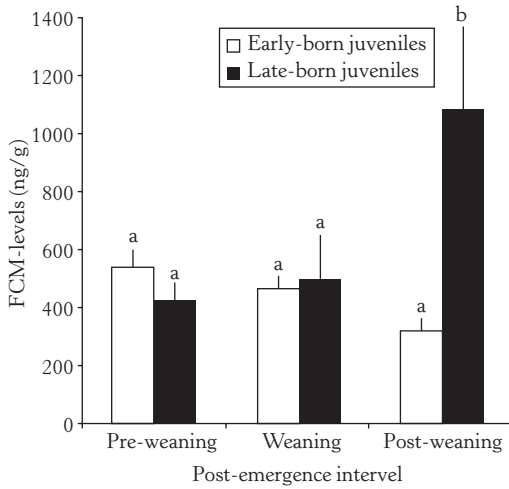 FCM-levels (ng/g)
1400
1200
1000
800
600
400
200
0
Early-born juveniles
Late-born juveniles
a
a
a
a
a
b
Pre-weaning
Weaning
Post-weaning
Post-emergence intervel